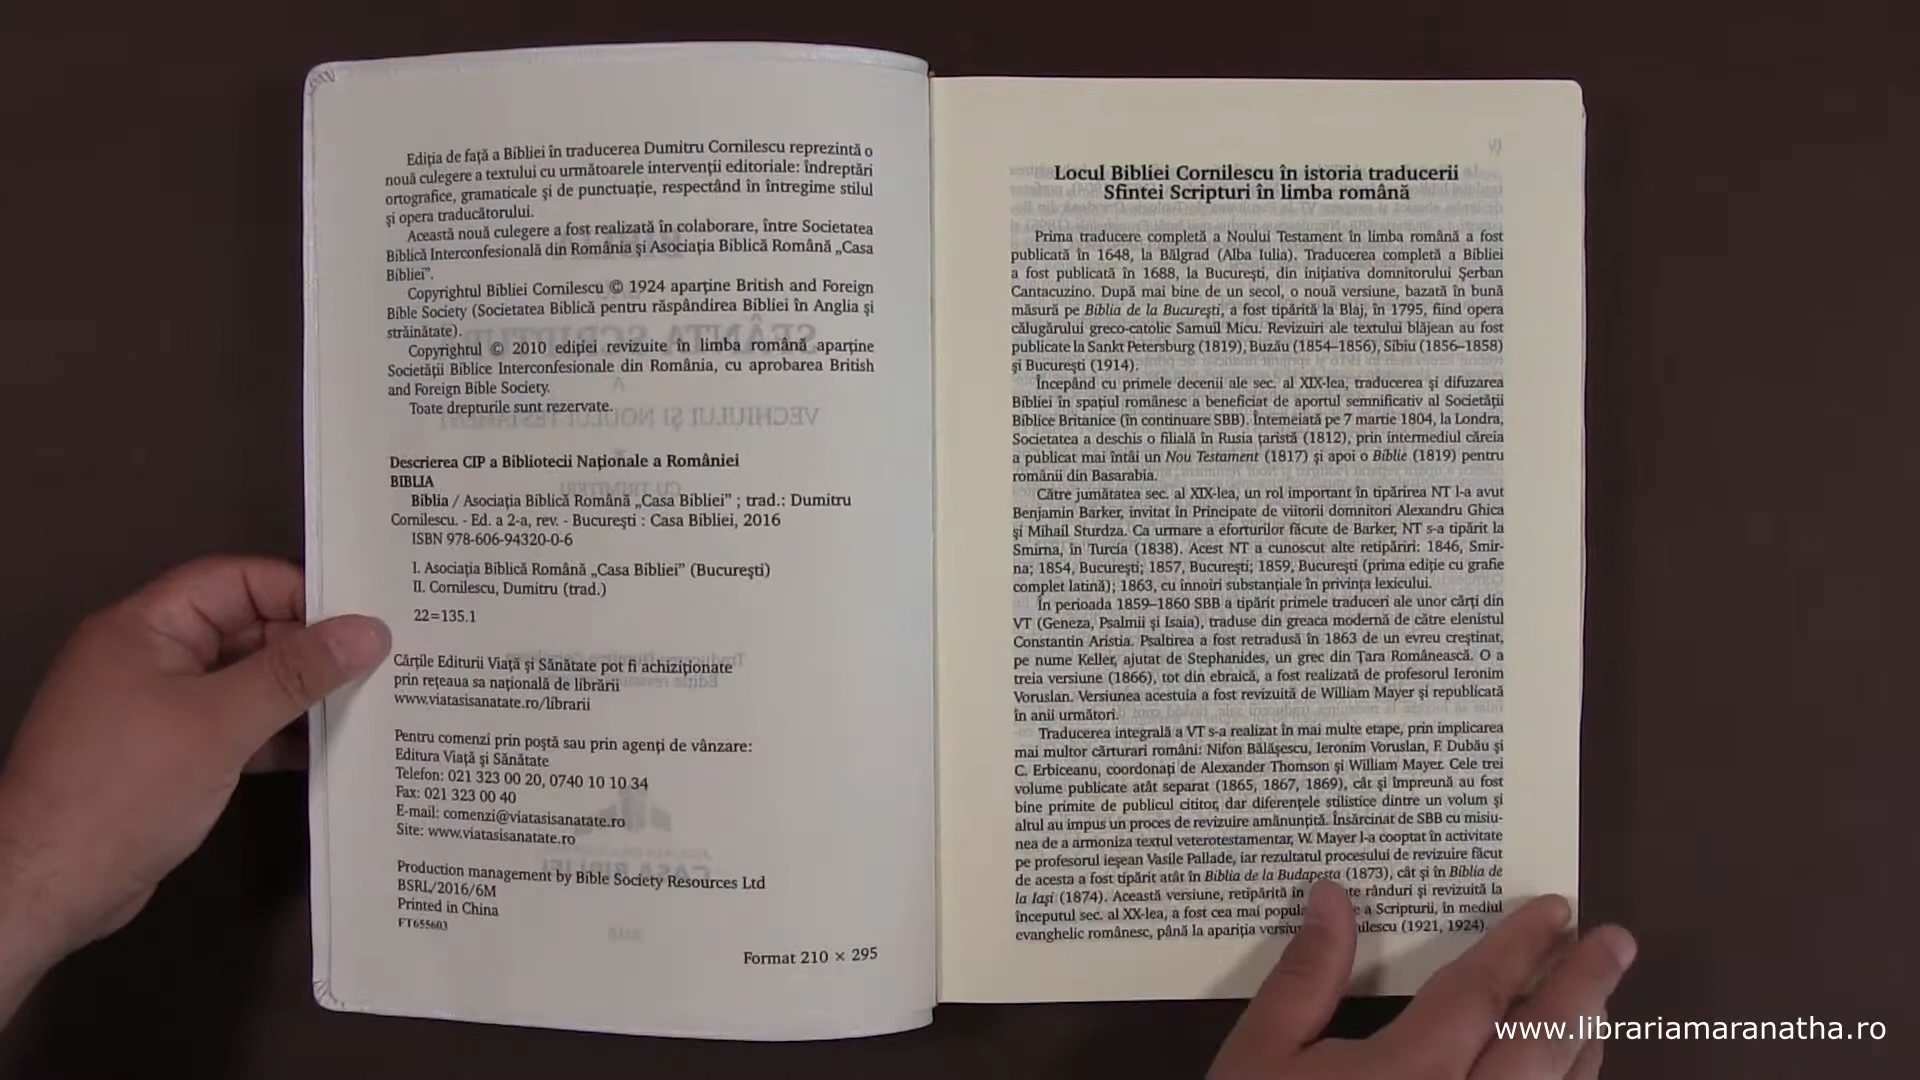 Ediția de față a Bibliei în traducerea Dumitru Cornilescu reprezintă o
nouă culegere a textului cu următoarele intervenții editoriale: îndreptări
ortografice, gramaticale și de punctuație, respectând în întregime stilul
și opera traducătorului.
Această nouă culegere a fost realizată în colaborare, între Societatea
Biblică Interconfesională din România și Asociația Biblică Română „Casa
Bibliei”.
Copyrightul Bibliei Cornilescu © 1924 aparține British and Foreign
Bible Society (Societatea Biblică pentru răspândirea Bibliei în Anglia și
străinătate).
Copyrightul © 2010 ediției revizuite în limba română aparține
Societății Biblice Interconfesionale din România, cu aprobarea British
and Foreign Bible Society.
Toate drepturile sunt rezervate.
Descrierea CIP a Bibliotecii Naționale a României
BIBLIA
Biblia / Asociația Biblică Română „Casa Bibliei” ; trad.: Dumitru
Cornilescu. - Ed. a 2-a, rev. - București : Casa Bibliei, 2016
ISBN 978-606-94320-0-6
I. Asociația Biblică Română „Casa Bibliei” (București)
II. Cornilescu, Dumitru (trad.)
22=135.1
Cărțile Editurii Viață și Sănătate pot fi achiziționate
prin rețeaua sa națională de librării
www.viatasisanatate.ro/librarii
Pentru comenzi prin poștă sau prin agenți de vânzare:
Editura Viață și Sănătate
Telefon: 021 323 00 20, 0740 10 10 34
Fax: 021 323 00 40
E-mail: comenzi@viatasisanatate.ro
Site: www.viatasisanatate.ro
Production management by Bible Society Resources Ltd
BSRL/2016/6M
Printed in China
FT655603
Format 210 × 295
Locul Bibliei Cornilescu în istoria traducerii
Sfintei Scripturi în limba română
Prima traducere completă a Noului Testament în limba română a fost
publicată în 1648, la Bălgrad (Alba Iulia). Traducerea completă a Bibliei
a fost publicată în 1688, la București, din inițiativa domnitorului Șerban
Cantacuzino. După mai bine de un secol, o nouă versiune, bazată în bună
măsură pe Biblia de la București, a fost tipărită la Blaj, în 1795, fiind opera
călugărului greco-catolic Samuil Micu. Revizuiri ale textului blăjean au fost
publicate la Sankt Petersburg (1819), Buzău (1854–1856), Sibiu (1856–1858)
și București (1914).
Începând cu primele decenii ale sec. al XIX-lea, traducerea și difuzarea
Bibliei în spațiul românesc a beneficiat de aportul semnificativ al Societății
Biblice Britanice (în continuare SBB). Întemeiată pe 7 martie 1804, la Londra,
Societatea a deschis o filială în Rusia țaristă (1812), prin intermediul căreia
a publicat mai întâi un Nou Testament (1817) și apoi o Biblie (1819) pentru
românii din Basarabia.
Către jumătatea sec. al XIX-lea, un rol important în tipărirea NT l-a avut
Benjamin Barker, invitat în Principate de viitorii domnitori Alexandru Ghica
și Mihail Sturdza. Ca urmare a eforturilor făcute de Barker, NT s-a tipărit la
Smirna, în Turcia (1838). Acest NT a cunoscut alte retipăriri: 1846, Smir-
na; 1854, București; 1857, București; 1859, București (prima ediție cu grafie
complet latină); 1863, cu înnoiri substanțiale în privința lexicului.
În perioada 1859–1860 SBB a tipărit primele traduceri ale unor cărți din
VT (Geneza, Psalmii și Isaia), traduse din greaca modernă de către elenistul
Constantin Aristia. Psaltirea a fost retradusă în 1863 de un evreu creștinat,
pe nume Keller, ajutat de Stephanides, un grec din Țara Românească. O a
treia versiune (1866), tot din ebraică, a fost realizată de profesorul Ieronim
Voruslan. Versiunea acestuia a fost revizuită de William Mayer și republicată
în anii următori.
Traducerea integrală a VT s-a realizat în mai multe etape, prin implicarea
mai multor cărturari români: Nifon Bălășescu, Ieronim Voruslan, F. Dubău și
C. Erbiceanu, coordonați de Alexander Thomson și William Mayer. Cele trei
volume publicate atât separat (1865, 1867, 1869), cât și împreună au fost
bine primite de publicul cititor, dar diferențele stilistice dintre un volum și
altul au impus un proces de revizuire amănunțită. Însărcinat de SBB cu misiu-
nea de a armoniza textul veterotestamentar, W. Mayer l-a cooptat în activitate
pe profesorul ieșean Vasile Pallade, iar rezultatul procesului de revizuire făcut
de acesta a fost tipărit atât în Biblia de la Budapesta (1873), cât și în Biblia de
la Iași (1874). Această versiune, retipărită în rânduri și revizuită la
începutul sec. al XX-lea, a fost cea mai a Scripturii, în mediul
evanghelic românesc, până la apariția (1921, 1924).
www.librariamaranatha.ro